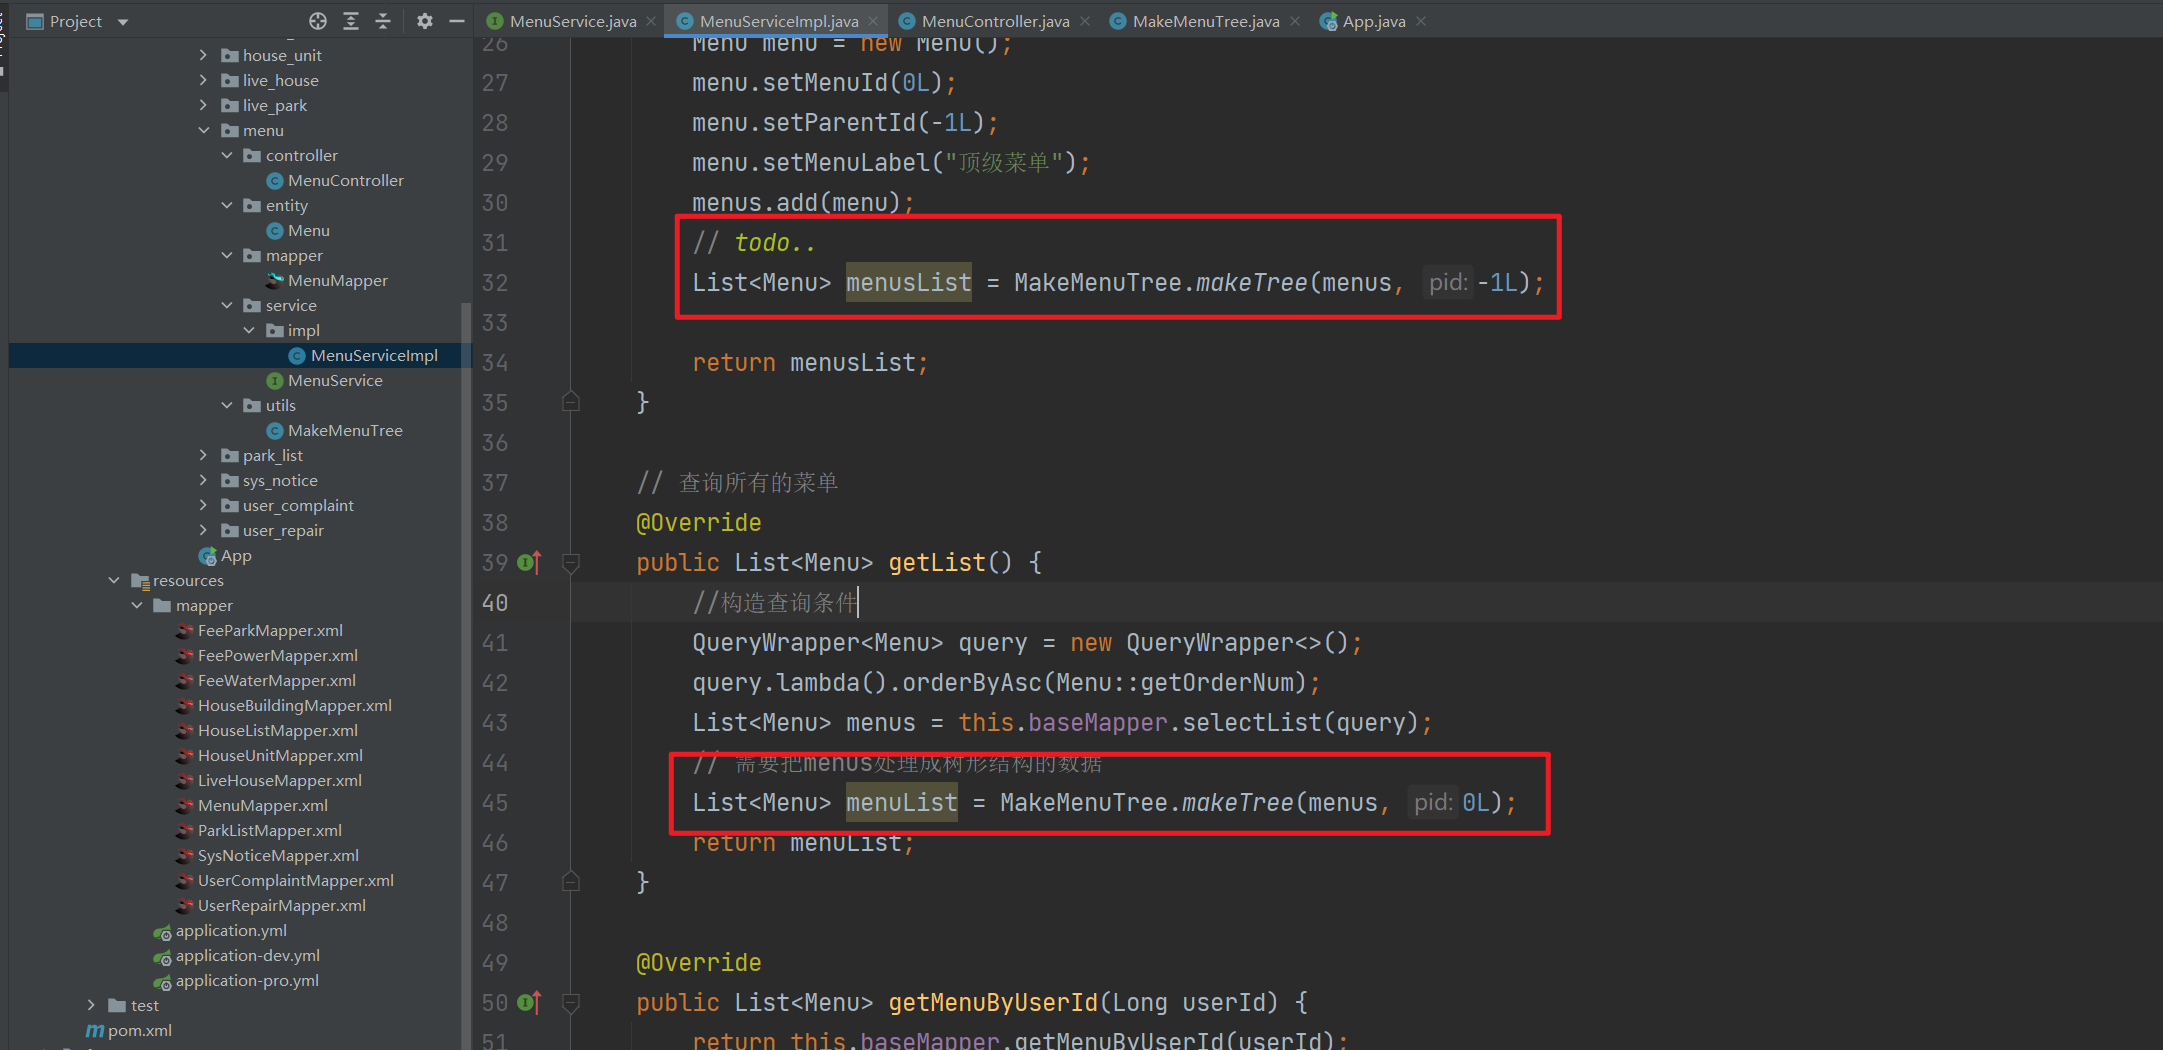 Project
MenuService.java
MenuServiceImpl.java
MenuController.java
MakeMenuTree.java
App.java
house_unit
live_house
live_park
menu
controller
MenuController
entity
Menu
mapper
MenuMapper
service
impl
MenuServiceImpl
MenuService
utils
MakeMenuTree
park_list
sys_notice
user_complaint
user_repair
App
resources
mapper
FeeParkMapper.xml
FeePowerMapper.xml
FeeWaterMapper.xml
HouseBuildingMapper.xml
HouseListMapper.xml
HouseUnitMapper.xml
LiveHouseMapper.xml
MenuMapper.xml
ParkListMapper.xml
SysNoticeMapper.xml
UserComplaintMapper.xml
UserRepairMapper.xml
application.yml
application-dev.yml
application-pro.yml
test
pom.xml
26 Menu menu = new Menu();
27 menu.setMenuId(0L);
28 menu.setParentId(-1L);
29 menu.setMenuLabel("顶级菜单");
30 menus.add(menu);
31 // todo..
32 List<Menu> menusList = MakeMenuTree.makeTree(menus, pid: -1L);
33
34 return menusList;
35 }
36
37 // 查询所有的菜单
38 @Override
39 public List<Menu> getList() {
40 //构造查询条件
41 QueryWrapper<Menu> query = new QueryWrapper<>();
42 query.lambda().orderByAsc(Menu::getOrderNum);
43 List<Menu> menus = this.baseMapper.selectList(query);
44 // 需要把menus处理成树形结构的数据
45 List<Menu> menuList = MakeMenuTree.makeTree(menus, pid: 0L);
46 return menuList;
47 }
48
49 @Override
50 public List<Menu> getMenuByUserId(Long userId) {
51 return this.baseMapper.getMenuByUserId(userId);